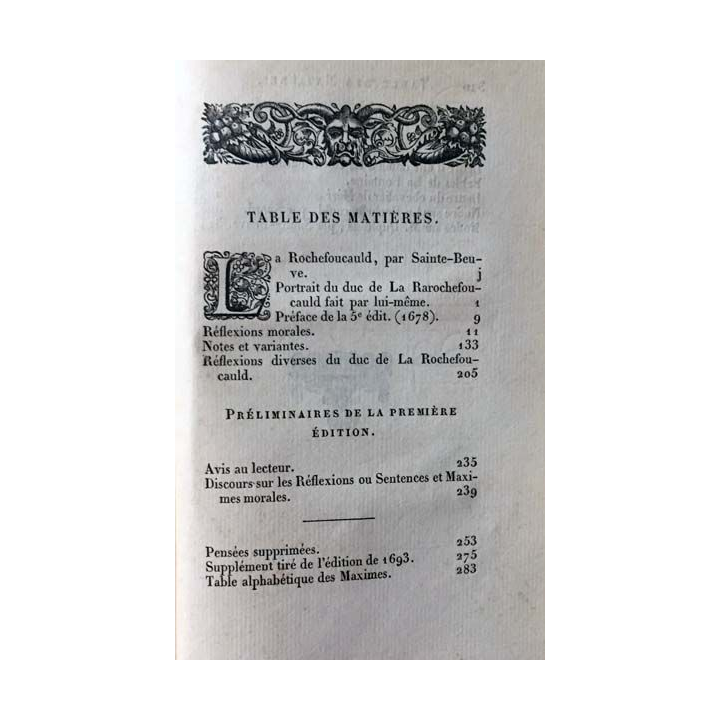 TABLE DES MATIÈRES.
La Rochefoucauld, par Sainte-Beu-
ve. j
Portrait du duc de La Rarochefou-
cauld fait par lui-même. 1
Préface de la 5e édit. (1678). 9
Réflexions morales. 11
Notes et variantes. 133
Réflexions diverses du duc de La Rochefou-
cauld. 205
PRÉLIMINAIRES DE LA PREMIÈRE
ÉDITION.
Avis au lecteur. 235
Discours sur les Réflexions ou Sentences et Maxi-
mes morales. 239
Pensées supprimées. 253
Supplément tiré de l'édition de 1693. 275
Table alphabétique des Maximes. 283